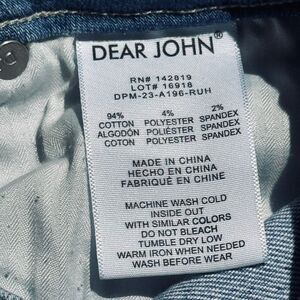 DEAR JOHN®
RN# 142819
LOT# 16918
DPM-23-A196-RUH
94% 4% 2%
COTTON POLYESTER SPANDEX
ALGODÓN POLIÉSTER SPANDEX
COTON POLYESTER SPANDEX
MADE IN CHINA
HECHO EN CHINA
FABRIQUÉ EN CHINE
MACHINE WASH COLD
INSIDE OUT
WITH SIMILAR COLORS
DO NOT BLEACH
TUMBLE DRY LOW
WARM IRON WHEN NEEDED
WASH BEFORE WEAR